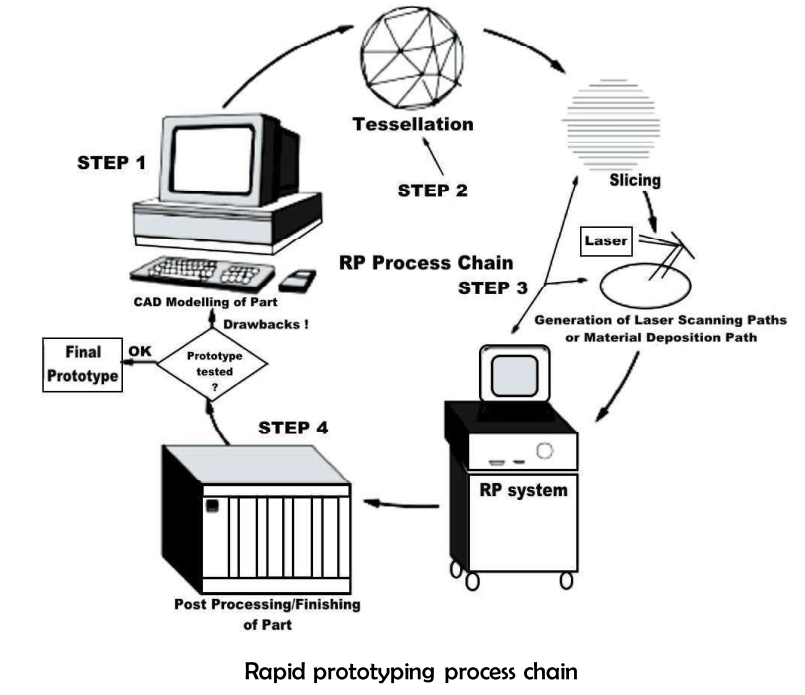 Tessellation
STEP 1
STEP 2
Slicing
Laser
RP Process Chain
STEP 3
CAD Modelling of Part
Generation of Laser Scanning Paths
or Material Deposition Path
Drawbacks !
Final
Prototype
OK
Prototype
tested
?
STEP 4
RP system
Post Processing/Finishing
of Part
Rapid prototyping process chain